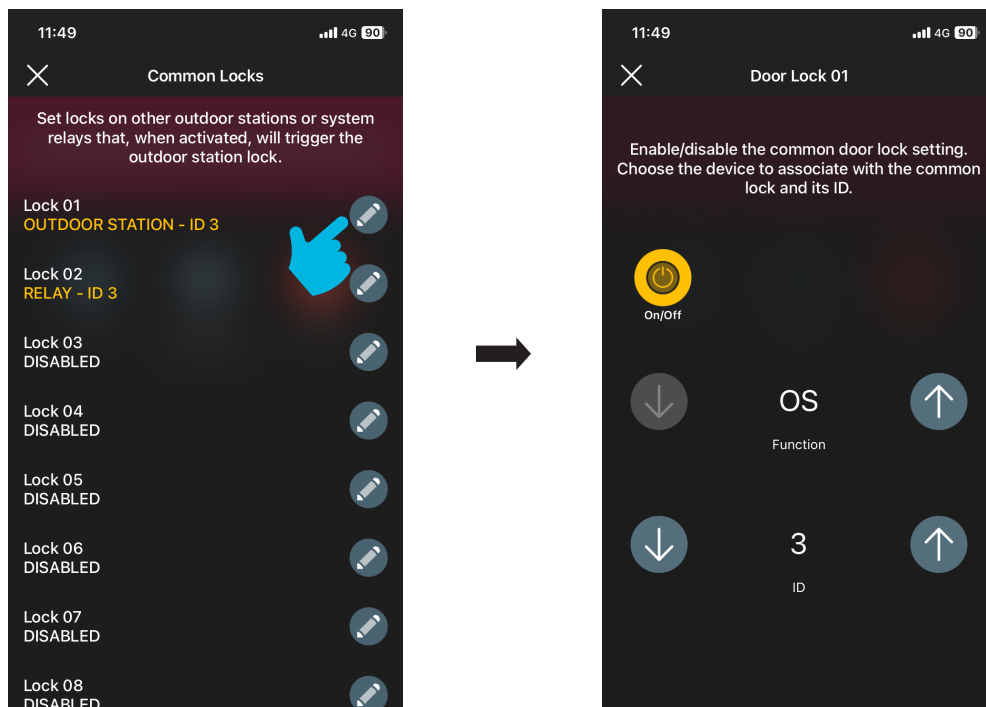 11:49
4G 90
Common Locks
Set locks on other outdoor stations or system
relays that, when activated, will trigger the
outdoor station lock.
Lock 01
OUTDOOR STATION - ID 3
Lock 02
RELAY - ID 3
Lock 03
DISABLED
Lock 04
DISABLED
Lock 05
DISABLED
Lock 06
DISABLED
Lock 07
DISABLED
Lock 08
DISABLED
11:49
4G 90
Door Lock 01
Enable/disable the common door lock setting.
Choose the device to associate with the common
lock and its ID.
On/Off
OS
Function
3
ID